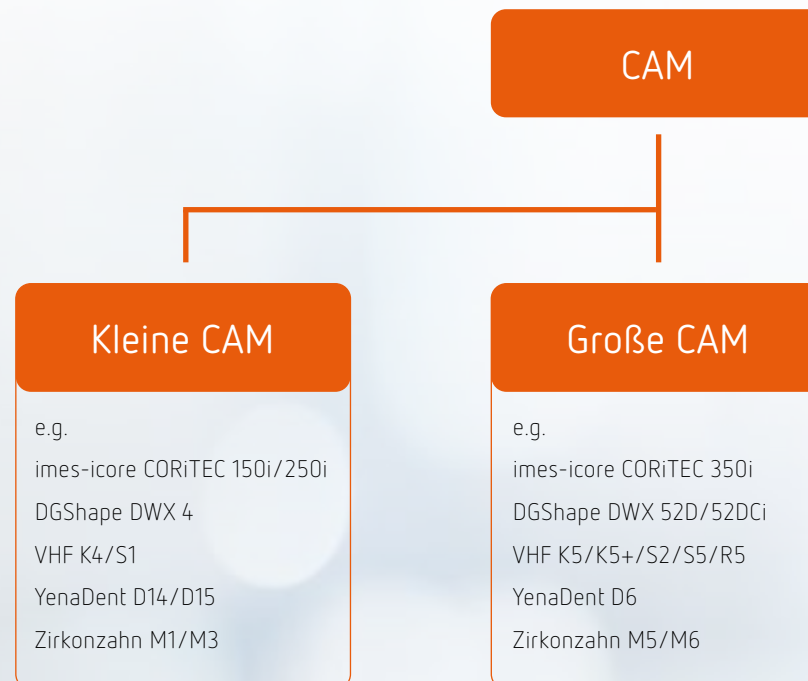 CAM
Kleine CAM
e.g.
imes-icore CORiTEC 150i/250i
DGShape DWX 4
VHF K4/S1
YenaDent D14/D15
Zirkonzahn M1/M3
Große CAM
e.g.
imes-icore CORiTEC 350i
DGShape DWX 52D/52DCi
VHF K5/K5+/S2/S5/R5
YenaDent D6
Zirkonzahn M5/M6